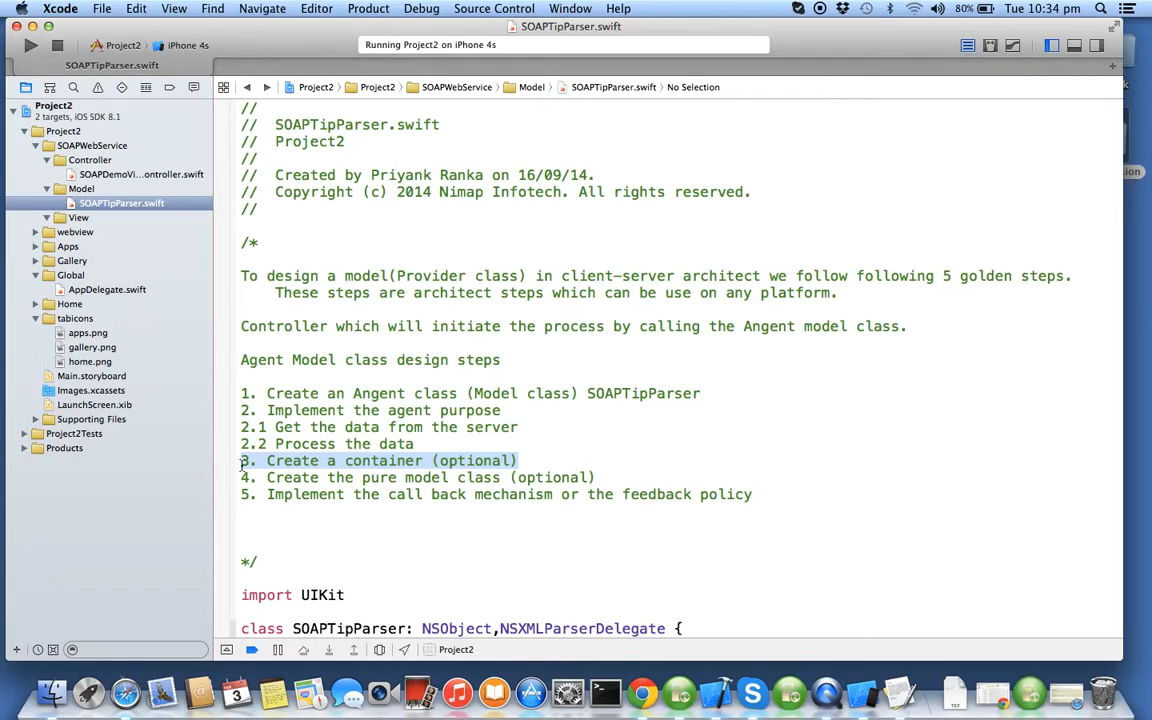 Xcode File Edit View Find Navigate Editor Product Debug Source Control Window Help 80% Tue 10:34 pm
SOAPTipParser.swift
Project2 iPhone 4s
Running Project2 on iPhone 4s
SOAPTipParser.swift
Project2 Project2 SOAPWebService Model SOAPTipParser.swift No Selection
Project2
2 targets, iOS SDK 8.1
Project2
SOAPWebService
Controller
SOAPDemoVi...ontroller.swift
Model
SOAPTipParser.swift
View
webview
Apps
Gallery
Global
AppDelegate.swift
Home
tabicons
apps.png
gallery.png
home.png
Main.storyboard
Images.xcassets
LaunchScreen.xib
Supporting Files
Project2Tests
Products
//
// SOAPTipParser.swift
// Project2
//
// Created by Priyank Ranka on 16/09/14.
// Copyright (c) 2014 Nimap Infotech. All rights reserved.
//
/*
To design a model(Provider class) in client-server architect we follow following 5 golden steps.
These steps are architect steps which can be use on any platform.
Controller which will initiate the process by calling the Angent model class.
Agent Model class design steps
1. Create an Angent class (Model class) SOAPTipParser
2. Implement the agent purpose
2.1 Get the data from the server
2.2 Process the data
3. Create a container (optional)
4. Create the pure model class (optional)
5. Implement the call back mechanism or the feedback policy
*/
import UIKit
class SOAPTipParser: NSObject,NSXMLParserDelegate {
Project2
3
TXT